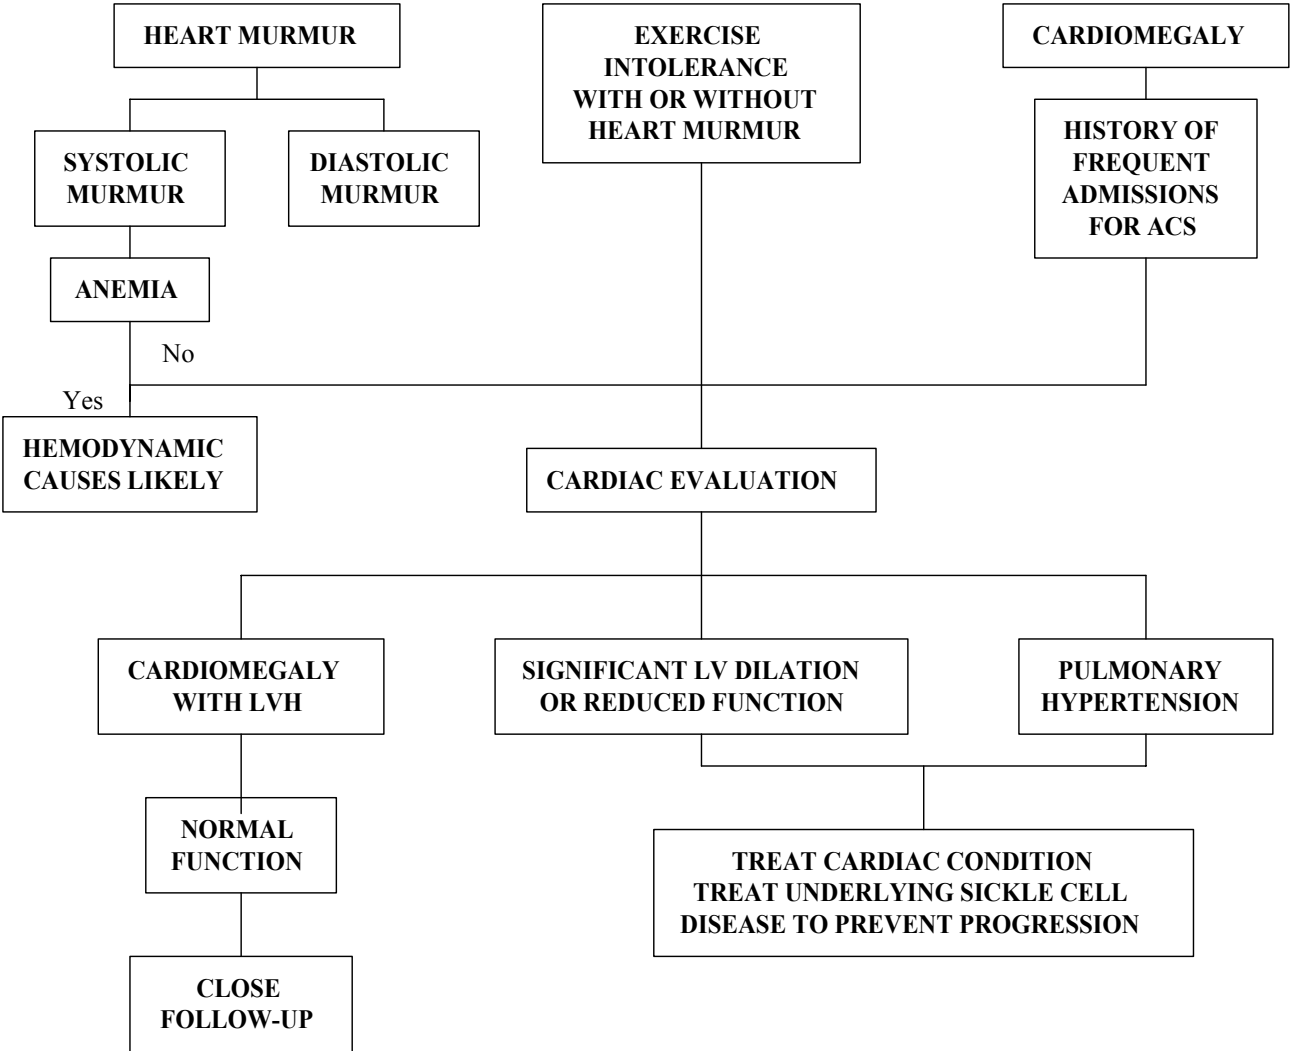 HEART MURMUR
EXERCISE
INTOLERANCE
WITH OR WITHOUT
HEART MURMUR
CARDIOMEGALY
SYSTOLIC
MURMUR
DIASTOLIC
MURMUR
HISTORY OF
FREQUENT
ADMISSIONS
FOR ACS
ANEMIA
No
Yes
HEMODYNAMIC
CAUSES LIKELY
CARDIAC EVALUATION
CARDIOMEGALY
WITH LVH
SIGNIFICANT LV DILATION
OR REDUCED FUNCTION
PULMONARY
HYPERTENSION
NORMAL
FUNCTION
TREAT CARDIAC CONDITION
TREAT UNDERLYING SICKLE CELL
DISEASE TO PREVENT PROGRESSION
CLOSE
FOLLOW-UP